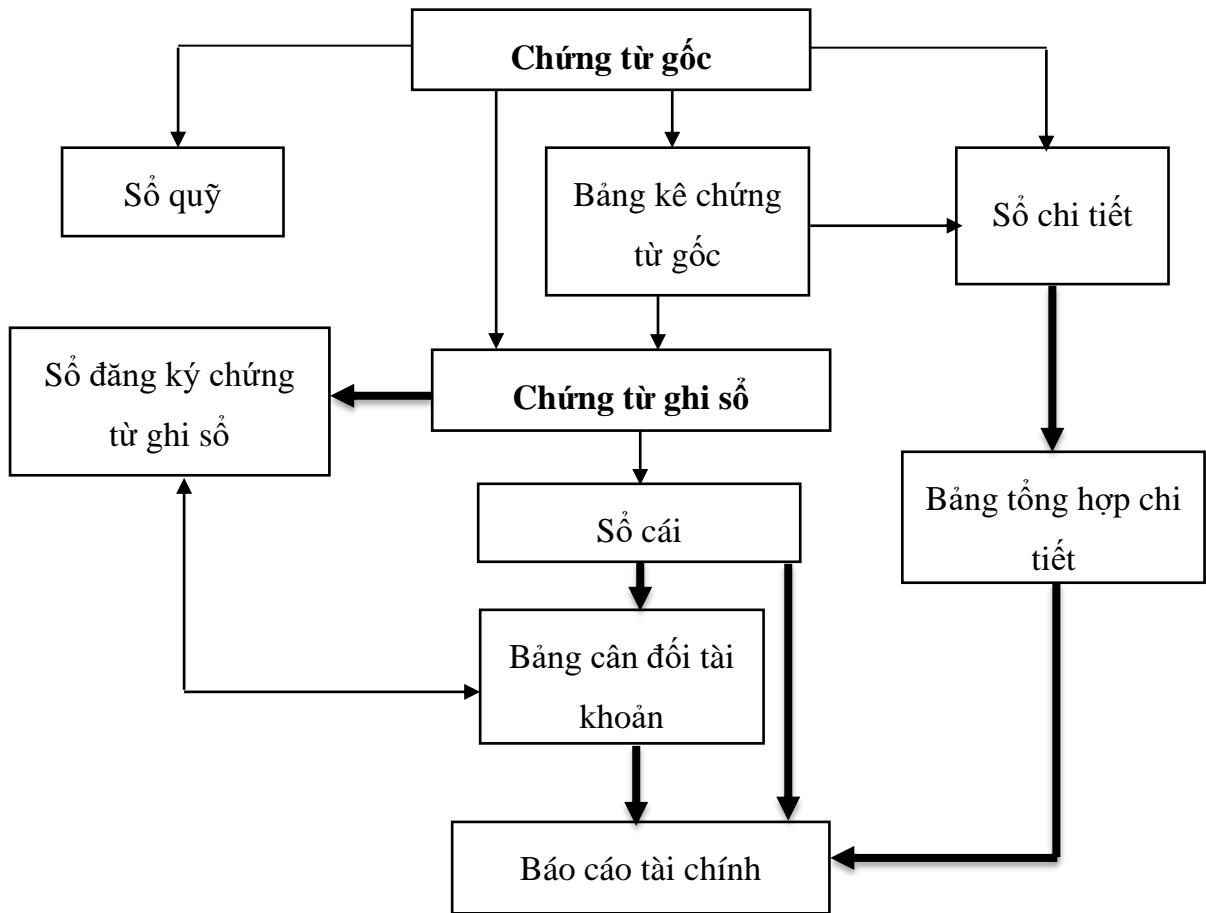 Chứng từ gốc
Sổ quỹ
Bảng kê chứng
từ gốc
Sổ chi tiết
Sổ đăng ký chứng
từ ghi sổ
Chứng từ ghi sổ
Sổ cái
Bảng tổng hợp chi
tiết
Bảng cân đối tài
khoản
Báo cáo tài chính